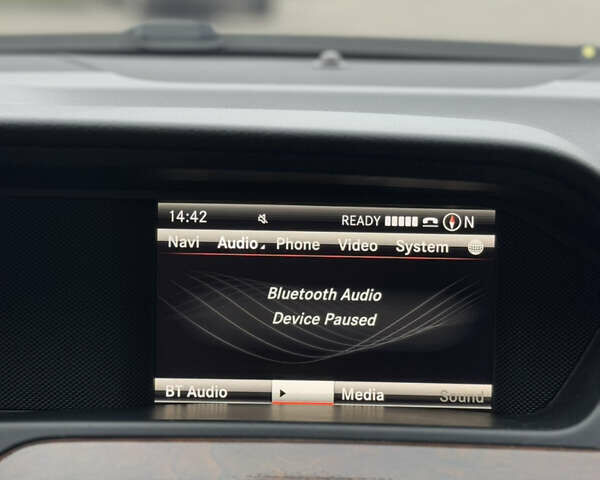 14:42 READY N
Navi Audio Phone Video System
Bluetooth Audio
Device Paused
BT Audio Media Sound